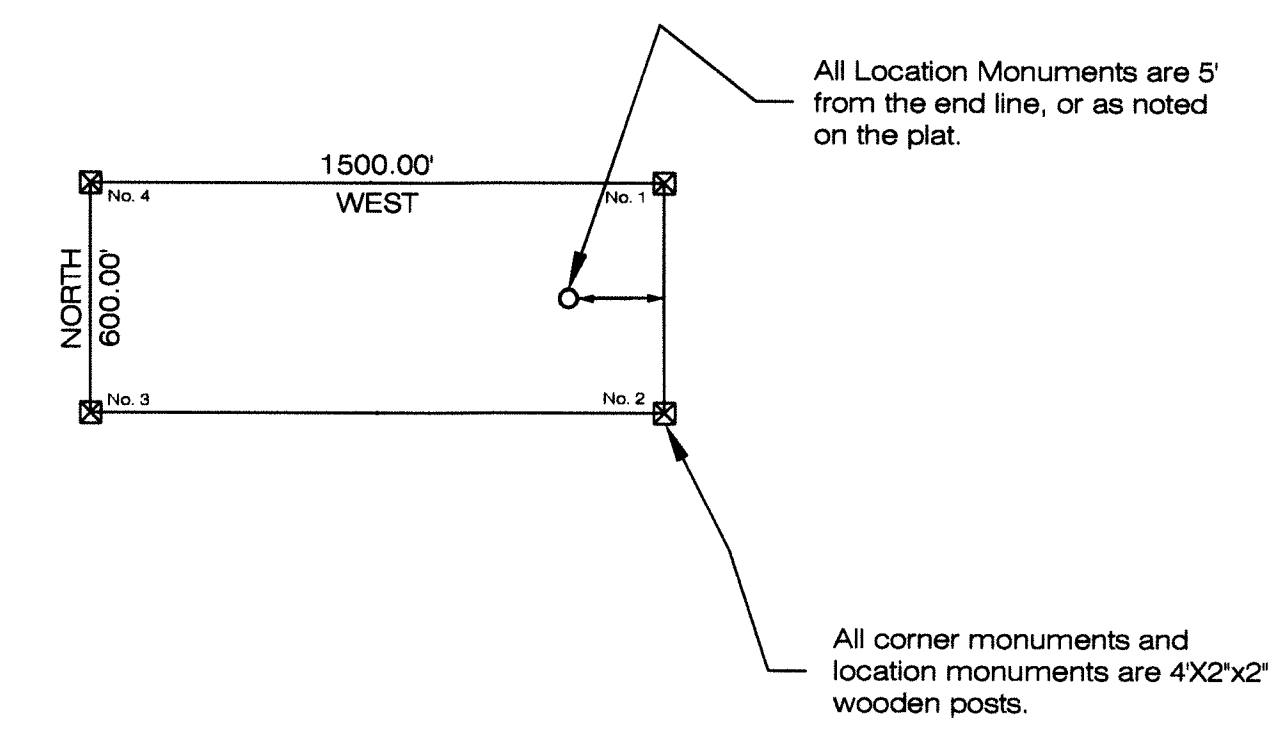 All Location Monuments are 5'
from the end line, or as noted
on the plat.
1500.00'
WEST
No. 4
No. 1
NORTH
600.00'
No. 3
No. 2
All corner monuments and
location monuments are 4'X2"x2"
wooden posts.